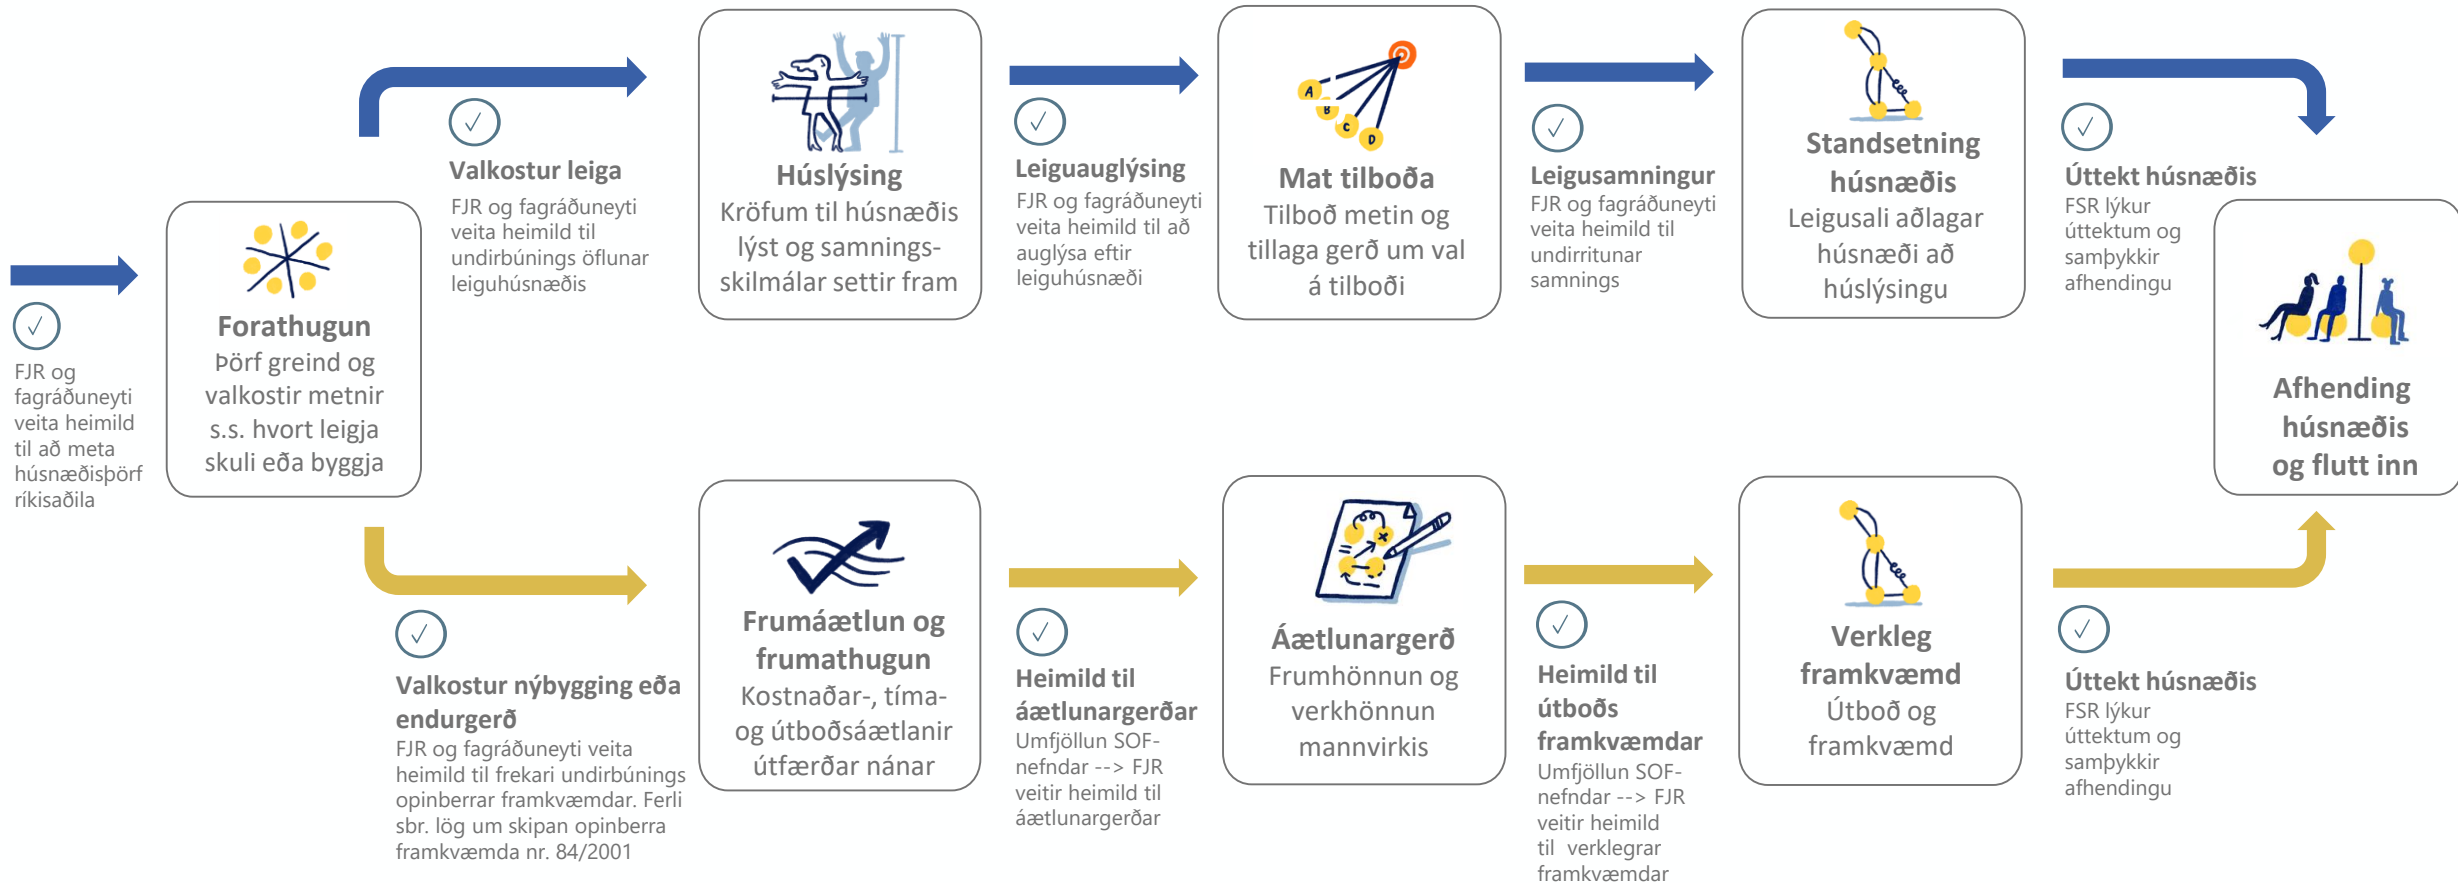 FJR og
fagráðuneyti
veita heimild
til að meta
húsnæðisþörf
ríkisaðila
Forathugun
Þörf greind og
valkostir metnir
s.s. hvort leigja
skuli eða byggja
Valkostur leiga
FJR og fagráðuneyti
veita heimild til
undirbúnings öflunar
leiguhúsnæðis
Húslýsing
Kröfum til húsnæðis
lýst og samnings-
skilmálar settir fram
Leiguauglýsing
FJR og fagráðuneyti
veita heimild til að
auglýsa eftir
leiguhúsnæði
A
B
C
D
Mat tilboða
Tilboð metin og
tillaga gerð um val
á tilboði
Leigusamningur
FJR og fagráðuneyti
veita heimild til
undirritunar
samnings
Standsetning
húsnæðis
Leigusali aðlagar
húsnæði að
húslýsingu
Úttekt húsnæðis
FSR lýkur
úttektum og
samþykkir
afhendingu
Afhending
húsnæðis
og flutt inn
Valkostur nýbygging eða
endurgerð
FJR og fagráðuneyti veita
heimild til frekari undirbúnings
opinberrar framkvæmdar. Ferli
sbr. lög um skipan opinberra
framkvæmda nr. 84/2001
Frumáætlun og
frumathugun
Kostnaðar-, tíma-
og útboðsáætlanir
útfærðar nánar
Heimild til
áætlunargerðar
Umfjöllun SOF-
nefndar --> FJR
veitir heimild til
áætlunargerðar
Áætlunargerð
Frumhönnun og
verkhönnun
mannvirkis
Heimild til
útboðs
framkvæmdar
Umfjöllun SOF-
nefndar --> FJR
veitir heimild
til verklegrar
framkvæmdar
Verkleg
framkvæmd
Útboð og
framkvæmd
Úttekt húsnæðis
FSR lýkur
úttektum og
samþykkir
afhendingu